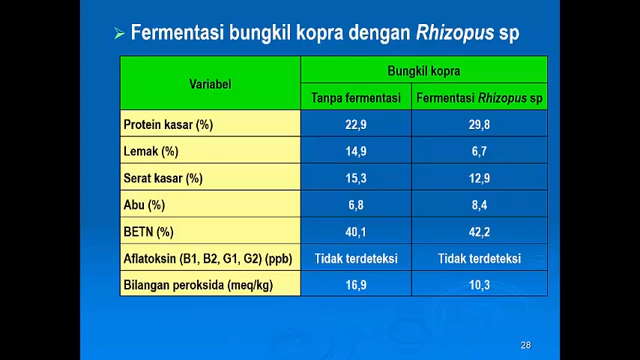 Fermentasi bungkil kopra dengan Rhizopus sp
Variabel Bungkil kopra
Tanpa fermentasi Fermentasi Rhizopus sp
Protein kasar (%) 22,9 29,8
Lemak (%) 14,9 6,7
Serat kasar (%) 15,3 12,9
Abu (%) 6,8 8,4
BETN (%) 40,1 42,2
Aflatoksin (B1, B2, G1, G2) (ppb) Tidak terdeteksi Tidak terdeteksi
Bilangan peroksida (meq/kg) 16,9 10,3
28